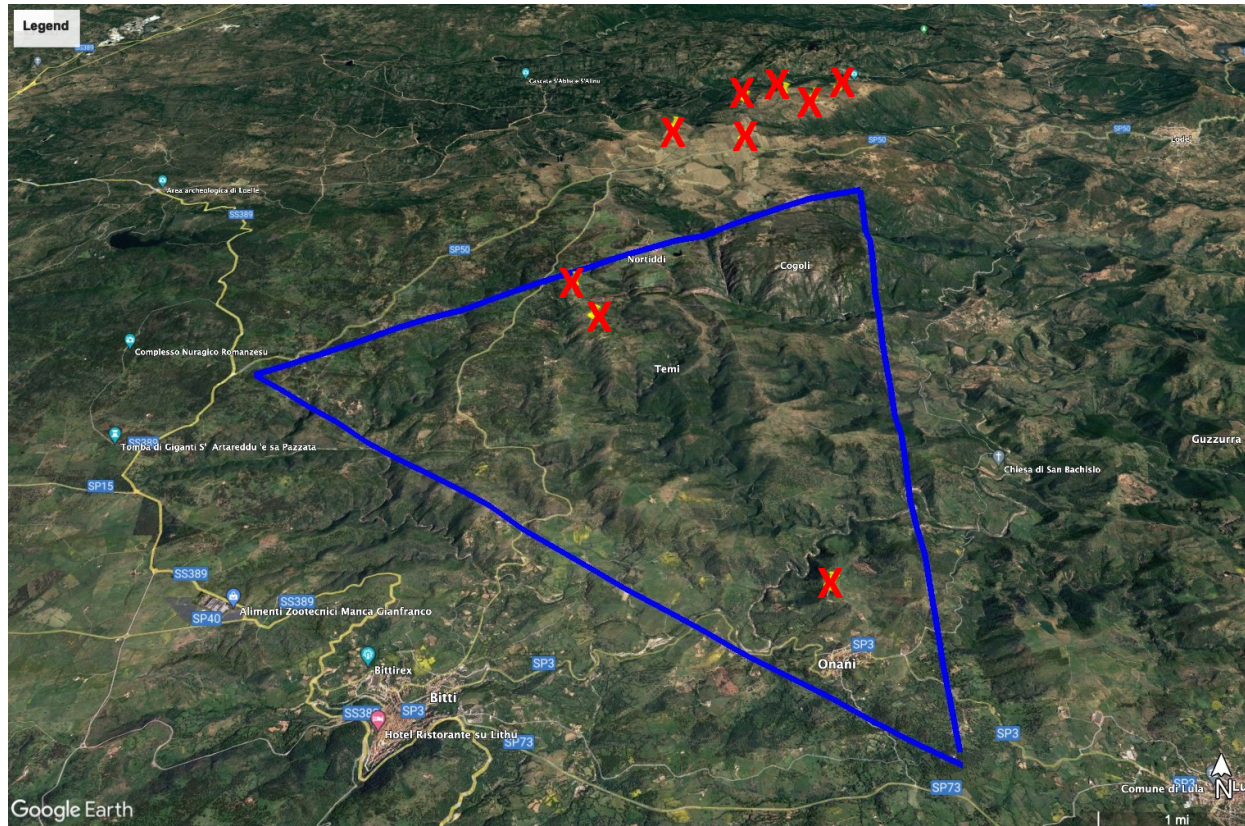 Legend
SS389
Cascata S'Abba e S'Alinu
SP50
SP50
Lodè
Area archeologica di Loelle
SS389
SP50
Nortiddi
Cogoli
Complesso Nuragico Romanzesu
Temi
SS389
Tomba di Giganti S' Artareddu 'e sa Pazzata
Guzzurra
Chiesa di San Bachisio
SP15
SS389
SS389
Alimenti Zootecnici Manca Gianfranco
SP40
SP3
Onani
SP3
Bittirex
Bitti
SP3
Hotel Ristorante su Lithu
SP73
SP3
SP3
Comune di Lula
SP73
N
Google Earth
1 mi
X
X
X
X
X
X
X
X
X